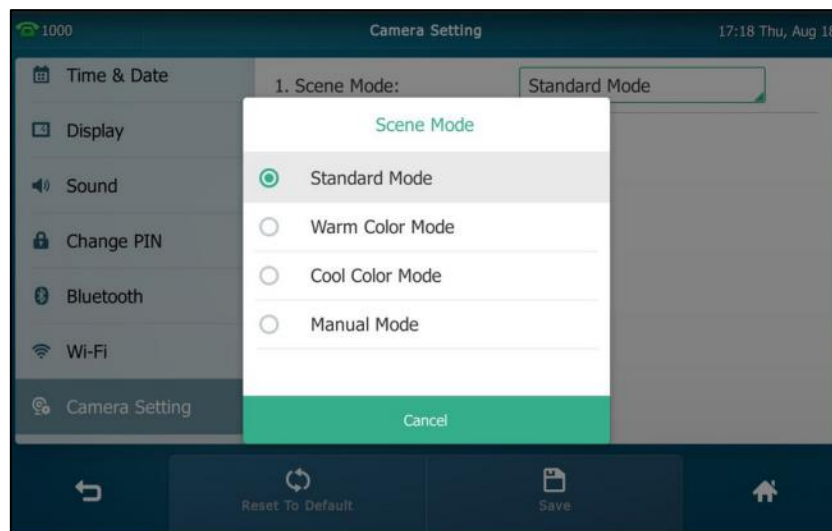 1000 Camera Setting 17:18 Thu, Aug 18
Time & Date
1. Scene Mode: Standard Mode
Display
Sound
Change PIN
Bluetooth
Wi-Fi
Camera Setting
Scene Mode
Standard Mode
Warm Color Mode
Cool Color Mode
Manual Mode
Cancel
Reset To Default
Save